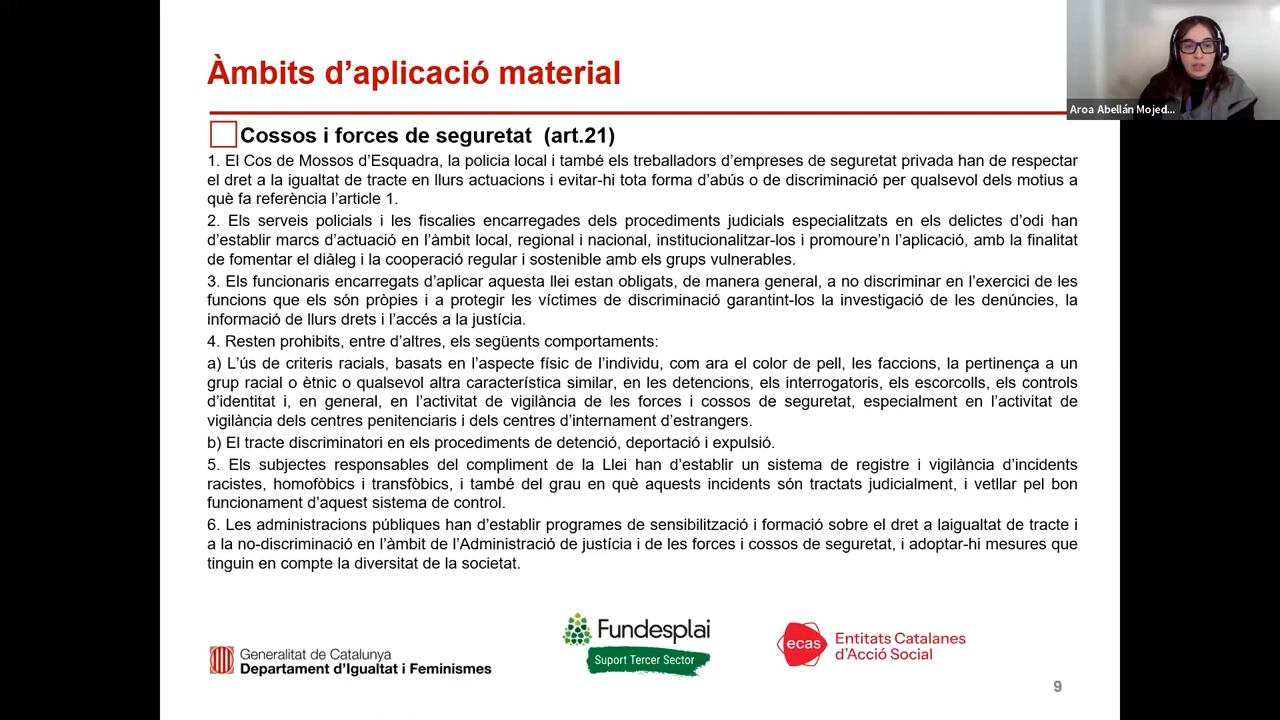 Àmbits d’aplicació material
Aroa Abellán Mojed...
Cossos i forces de seguretat (art.21)
1. El Cos de Mossos d’Esquadra, la policia local i també els treballadors d’empreses de seguretat privada han de respectar
el dret a la igualtat de tracte en llurs actuacions i evitar-hi tota forma d’abús o de discriminació per qualsevol dels motius a
què fa referència l’article 1.
2. Els serveis policials i les fiscalies encarregades dels procediments judicials especialitzats en els delictes d’odi han
d’establir marcs d’actuació en l’àmbit local, regional i nacional, institucionalitzar-los i promoure’n l’aplicació, amb la finalitat
de fomentar el diàleg i la cooperació regular i sostenible amb els grups vulnerables.
3. Els funcionaris encarregats d’aplicar aquesta llei estan obligats, de manera general, a no discriminar en l’exercici de les
funcions que els són pròpies i a protegir les víctimes de discriminació garantint-los la investigació de les denúncies, la
informació de llurs drets i l’accés a la justícia.
4. Resten prohibits, entre d’altres, els següents comportaments:
a) L’ús de criteris racials, basats en l’aspecte físic de l’individu, com ara el color de pell, les faccions, la pertinença a un
grup racial o ètnic o qualsevol altra característica similar, en les detencions, els interrogatoris, els escorcolls, els controls
d’identitat i, en general, en l’activitat de vigilància de les forces i cossos de seguretat, especialment en l’activitat de
vigilància dels centres penitenciaris i dels centres d’internament d’estrangers.
b) El tracte discriminatori en els procediments de detenció, deportació i expulsió.
5. Els subjectes responsables del compliment de la Llei han d’establir un sistema de registre i vigilància d’incidents
racistes, homofòbics i transfòbics, i també del grau en què aquests incidents són tractats judicialment, i vetllar pel bon
funcionament d’aquest sistema de control.
6. Les administracions públiques han d’establir programes de sensibilització i formació sobre el dret a laigualtat de tracte i
a la no-discriminació en l’àmbit de l’Administració de justícia i de les forces i cossos de seguretat, i adoptar-hi mesures que
tinguin en compte la diversitat de la societat.
Generalitat de Catalunya
Departament d’Igualtat i Feminismes
Fundesplai
Suport Tercer Sector
ecas
Entitats Catalanes
d’Acció Social
9